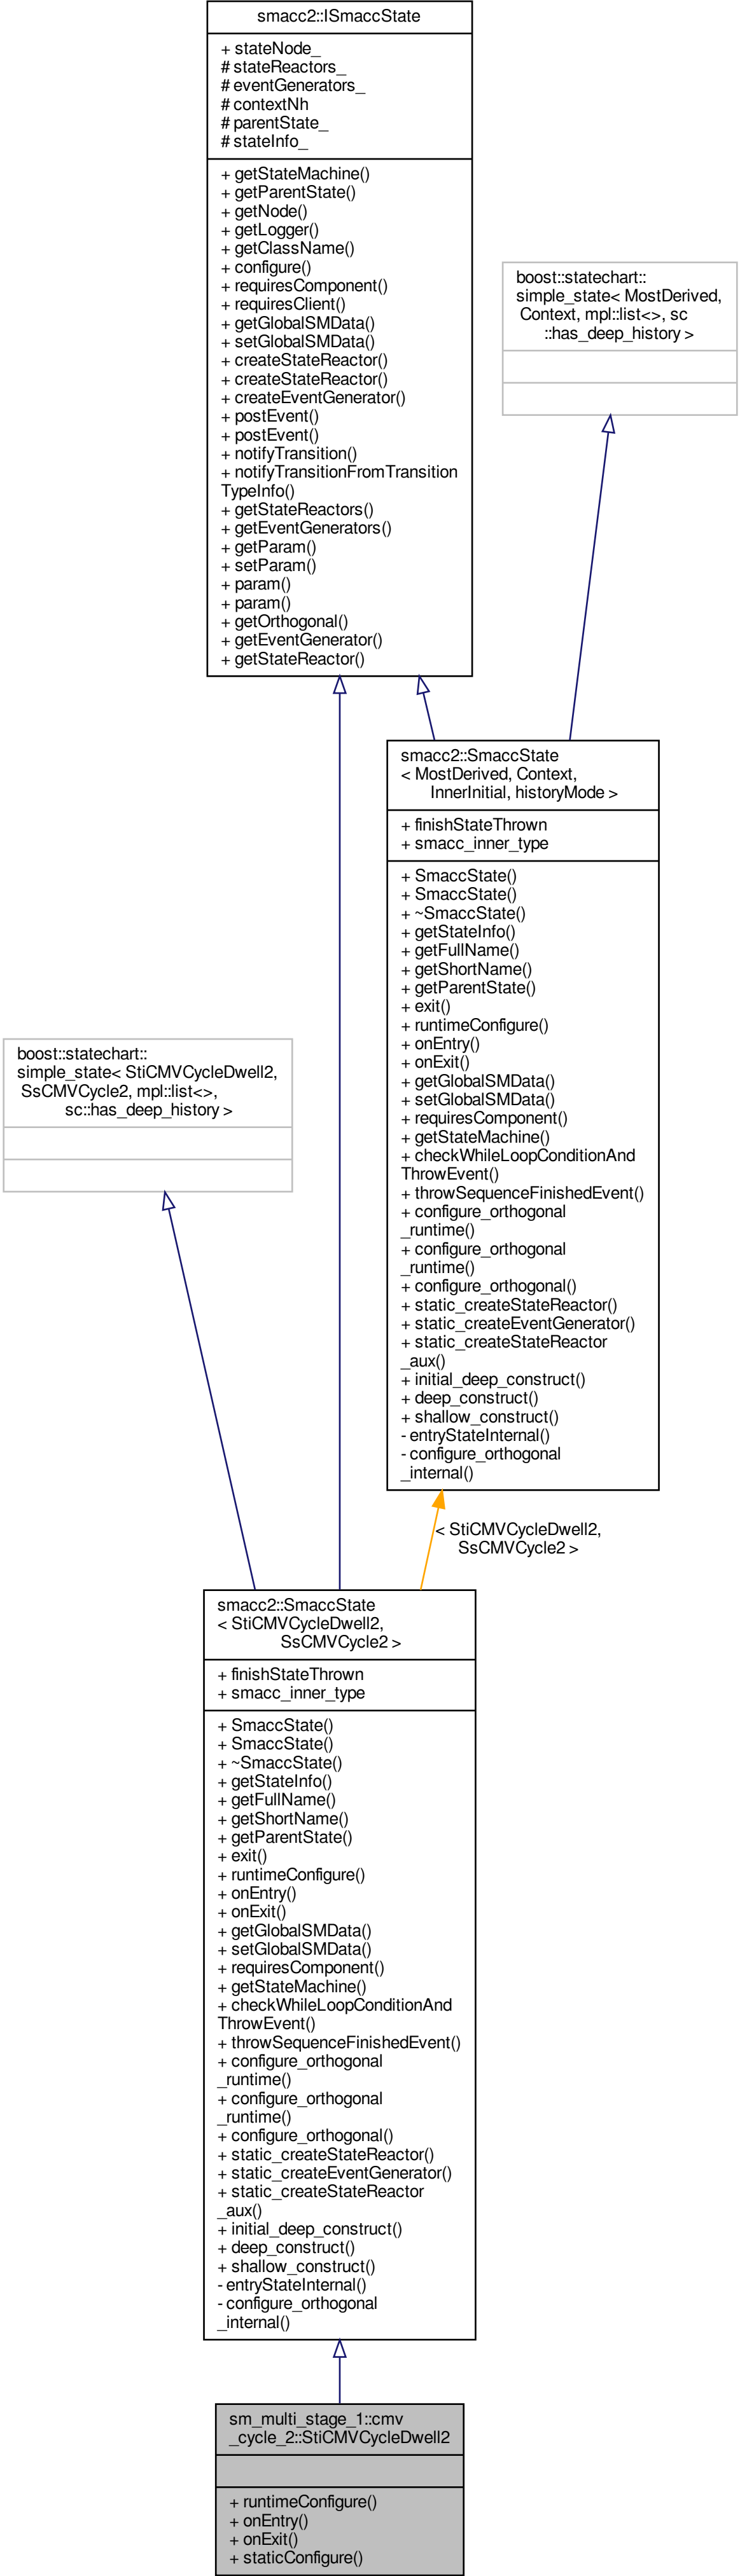 smacc2::ISmaccState
+ stateNode_
# stateReactors_
# eventGenerators_
# contextNh
# parentState_
# stateInfo_
+ getStateMachine()
+ getParentState()
+ getNode()
+ getLogger()
+ getClassName()
+ configure()
+ requiresComponent()
+ requiresClient()
+ getGlobalSMData()
+ setGlobalSMData()
+ createStateReactor()
+ createStateReactor()
+ createEventGenerator()
+ postEvent()
+ postEvent()
+ notifyTransition()
+ notifyTransitionFromTransition
TypeInfo()
+ getStateReactors()
+ getEventGenerators()
+ getParam()
+ setParam()
+ param()
+ param()
+ getOrthogonal()
+ getEventGenerator()
+ getStateReactor()
boost::statechart::
simple_state< MostDerived,
Context, mpl::list<>, sc
::has_deep_history >
smacc2::SmaccState
< MostDerived, Context,
InnerInitial, historyMode >
+ finishStateThrown
+ smacc_inner_type
+ SmaccState()
+ SmaccState()
+ ~SmaccState()
+ getStateInfo()
+ getFullName()
+ getShortName()
+ getParentState()
+ exit()
+ runtimeConfigure()
+ onEntry()
+ onExit()
+ getGlobalSMData()
+ setGlobalSMData()
+ requiresComponent()
+ getStateMachine()
+ checkWhileLoopConditionAnd
ThrowEvent()
+ throwSequenceFinishedEvent()
+ configure_orthogonal
_runtime()
+ configure_orthogonal
_runtime()
+ configure_orthogonal()
+ static_createStateReactor()
+ static_createEventGenerator()
+ static_createStateReactor
_aux()
+ initial_deep_construct()
+ deep_construct()
+ shallow_construct()
- entryStateInternal()
- configure_orthogonal
_internal()
boost::statechart::
simple_state< StiCMVCycleDwell2,
SsCMVCycle2, mpl::list<>,
sc::has_deep_history >
< StiCMVCycleDwell2,
SsCMVCycle2 >
smacc2::SmaccState
< StiCMVCycleDwell2,
SsCMVCycle2 >
+ finishStateThrown
+ smacc_inner_type
+ SmaccState()
+ SmaccState()
+ ~SmaccState()
+ getStateInfo()
+ getFullName()
+ getShortName()
+ getParentState()
+ exit()
+ runtimeConfigure()
+ onEntry()
+ onExit()
+ getGlobalSMData()
+ setGlobalSMData()
+ requiresComponent()
+ getStateMachine()
+ checkWhileLoopConditionAnd
ThrowEvent()
+ throwSequenceFinishedEvent()
+ configure_orthogonal
_runtime()
+ configure_orthogonal
_runtime()
+ configure_orthogonal()
+ static_createStateReactor()
+ static_createEventGenerator()
+ static_createStateReactor
_aux()
+ initial_deep_construct()
+ deep_construct()
+ shallow_construct()
- entryStateInternal()
- configure_orthogonal
_internal()
sm_multi_stage_1::cmv
_cycle_2::StiCMVCycleDwell2
+ runtimeConfigure()
+ onEntry()
+ onExit()
+ staticConfigure()